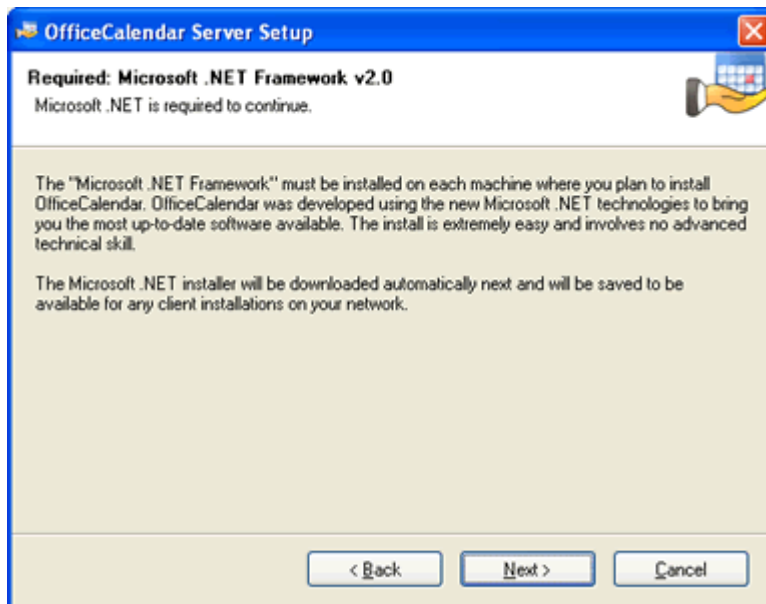 OfficeCalendar Server Setup
Required: Microsoft .NET Framework v2.0
Microsoft .NET is required to continue.
The "Microsoft .NET Framework" must be installed on each machine where you plan to install
OfficeCalendar. OfficeCalendar was developed using the new Microsoft .NET technologies to bring
you the most up-to-date software available. The install is extremely easy and involves no advanced
technical skill.
The Microsoft .NET installer will be downloaded automatically next and will be saved to be
available for any client installations on your network.
< Back
Next >
Cancel